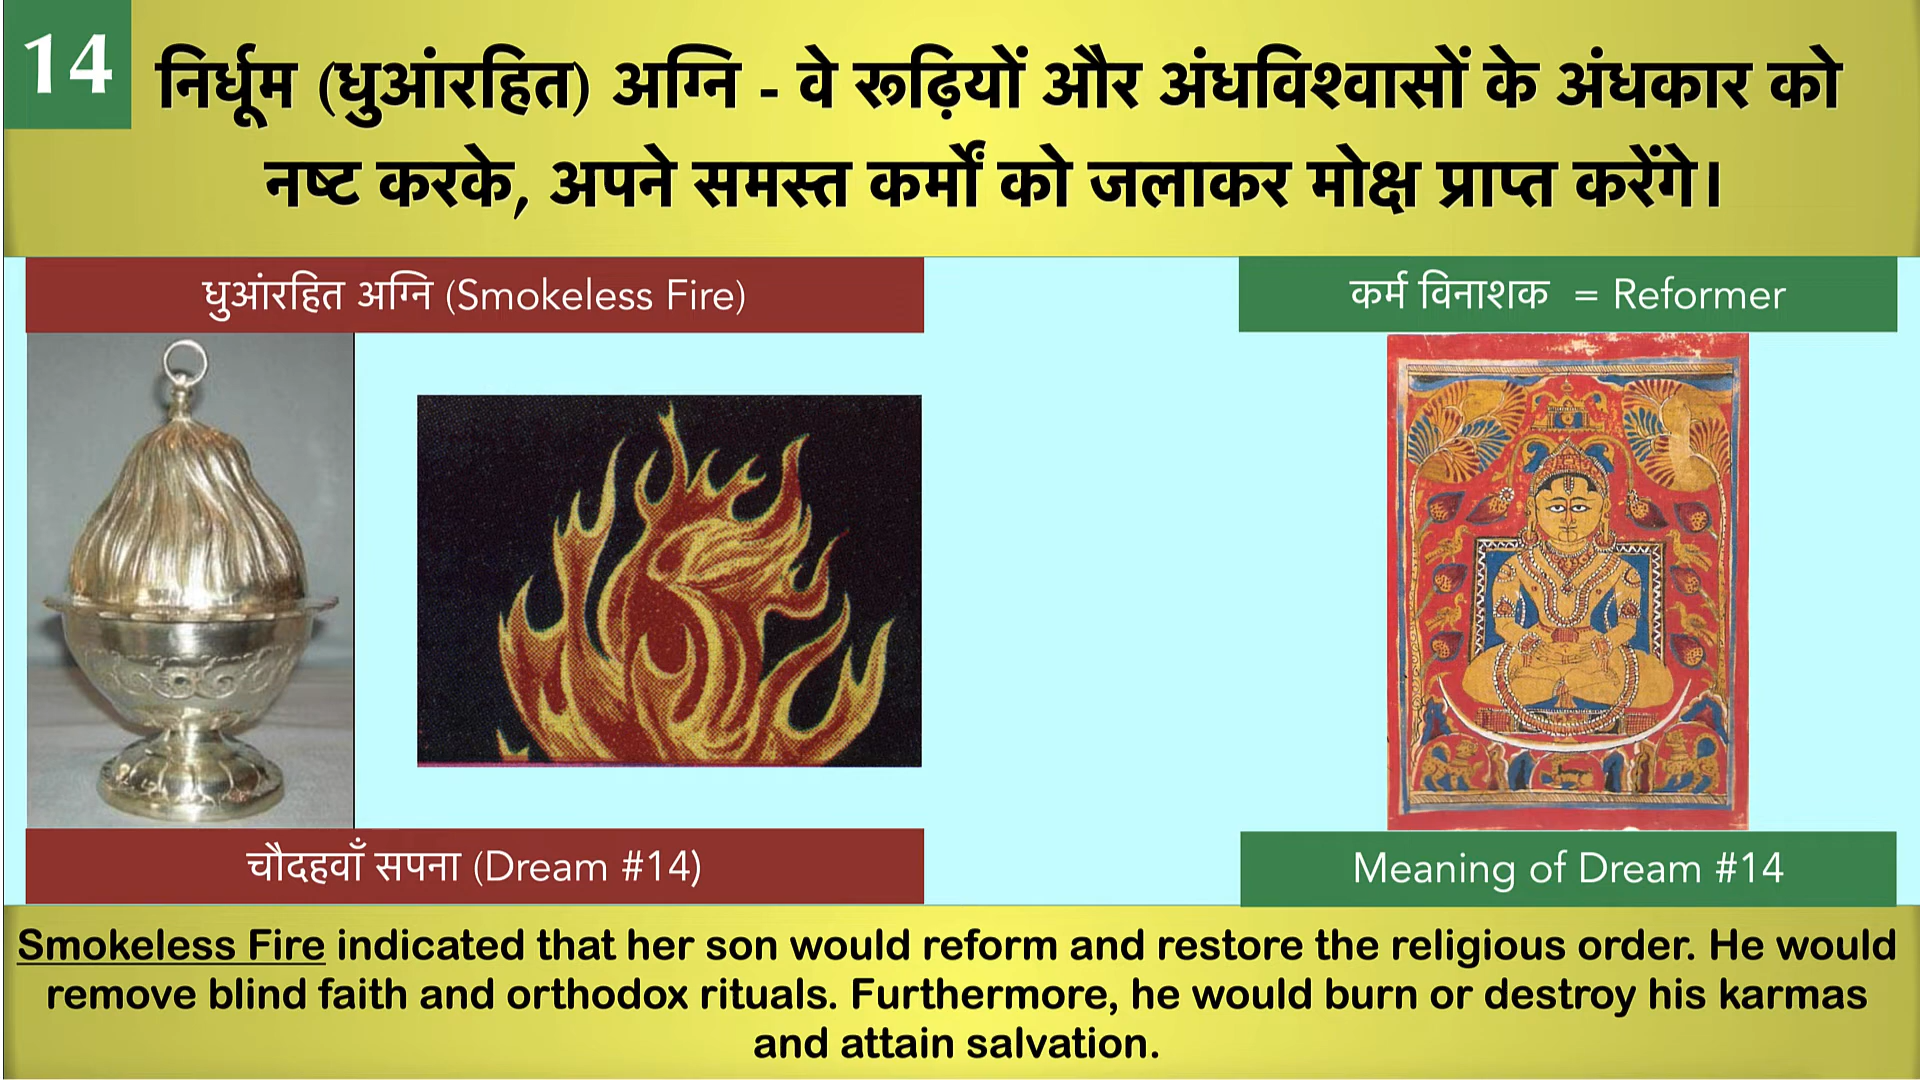 14
निर्धूम (धुआंरहित) अग्नि - वे रूढ़ियों और अंधविश्वासों के अंधकार को
नष्ट करके, अपने समस्त कर्मों को जलाकर मोक्ष प्राप्त करेंगे।
धुआंरहित अग्नि (Smokeless Fire)
कर्म विनाशक = Reformer
चौदहवाँ सपना (Dream #14)
Meaning of Dream #14
Smokeless Fire indicated that her son would reform and restore the religious order. He would
remove blind faith and orthodox rituals. Furthermore, he would burn or destroy his karmas
and attain salvation.